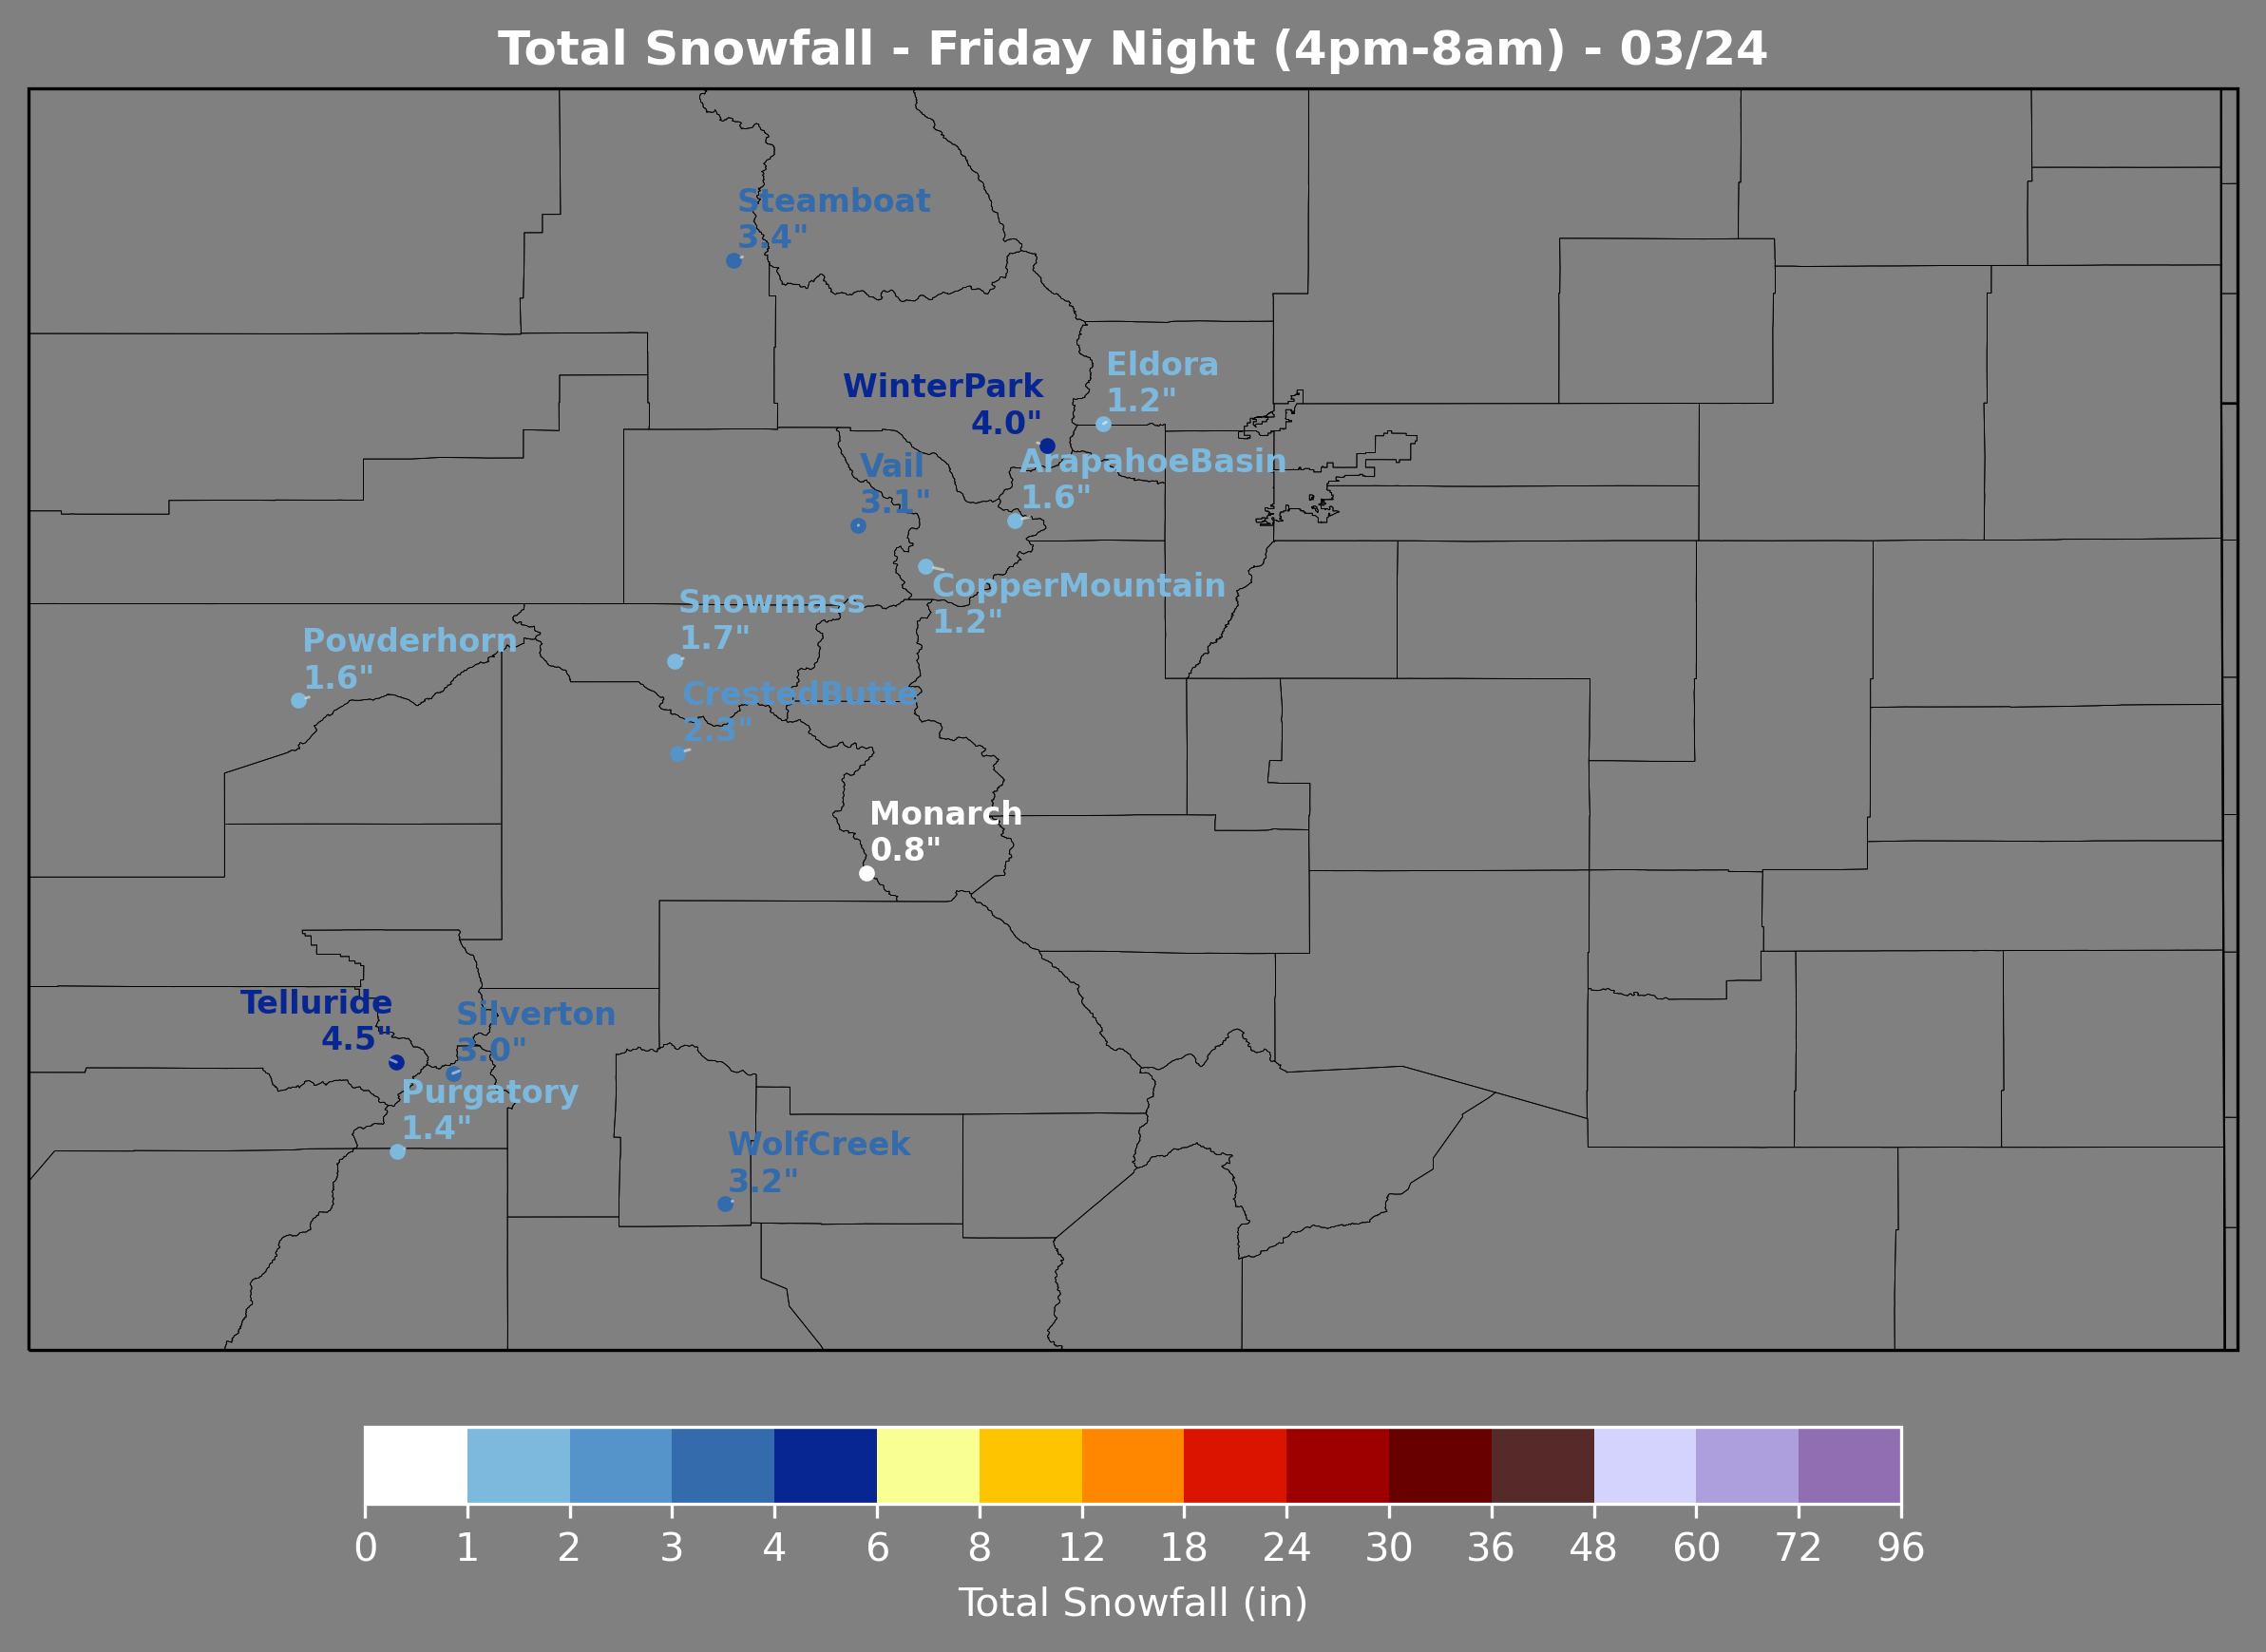 Total Snowfall - Friday Night (4pm-8am) - 03/24
Steamboat
3.4"
Eldora
1.2"
WinterPark
4.0"
ArapahoeBasin
1.6"
Vail
3.1"
CopperMountain
1.2"
Snowmass
1.7"
Powderhorn
1.6"
CrestedButte
2.3"
Monarch
0.8"
Telluride
4.5"
Silverton
3.0"
Purgatory
1.4"
WolfCreek
3.2"
0 1 2 3 4 6 8 12 18 24 30 36 48 60 72 96
Total Snowfall (in)